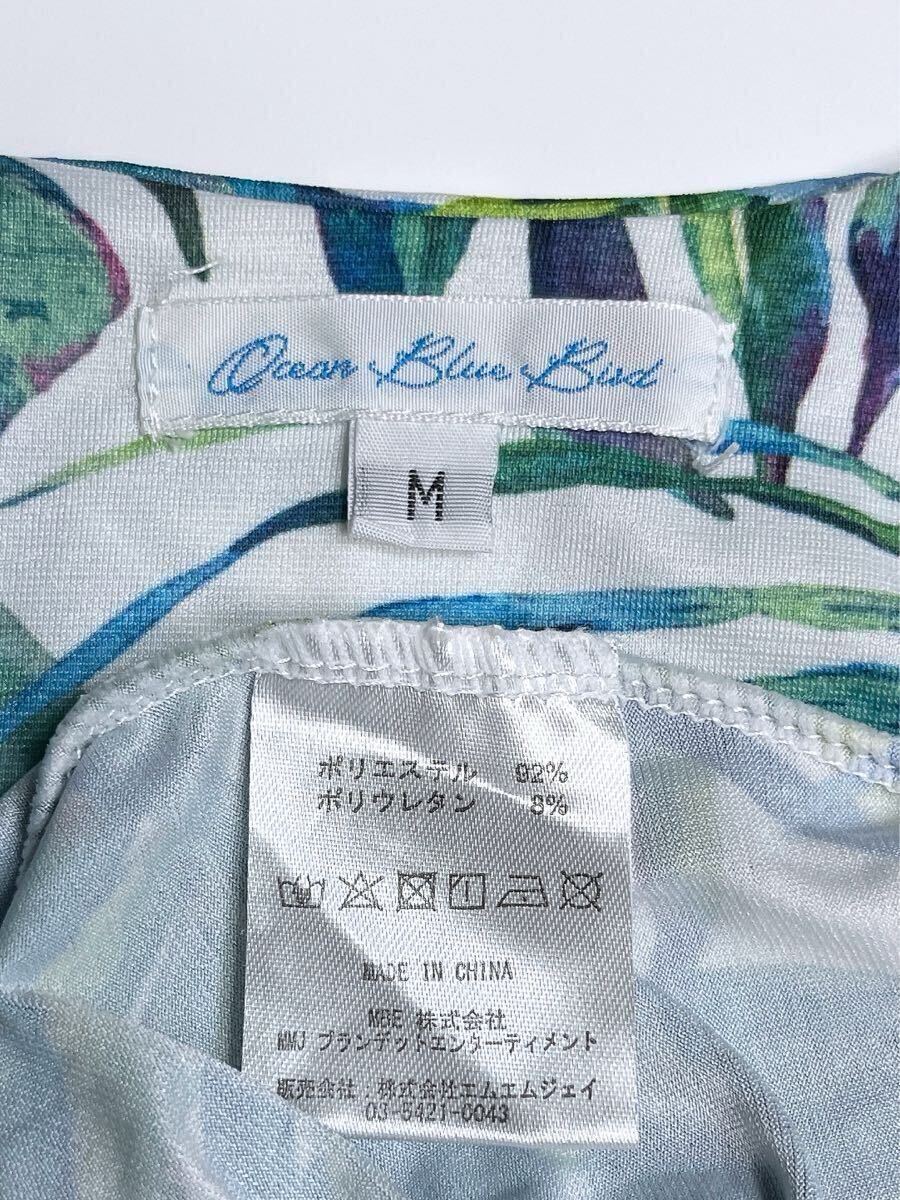 Ocean Blue Bird
M
ポリエステル 92%
ポリウレタン 8%
MADE IN CHINA
MBE 株式会社
MMJ ブランデットエンターティメント
販売会社:株式会社エムエムジェイ
03-5421-0043